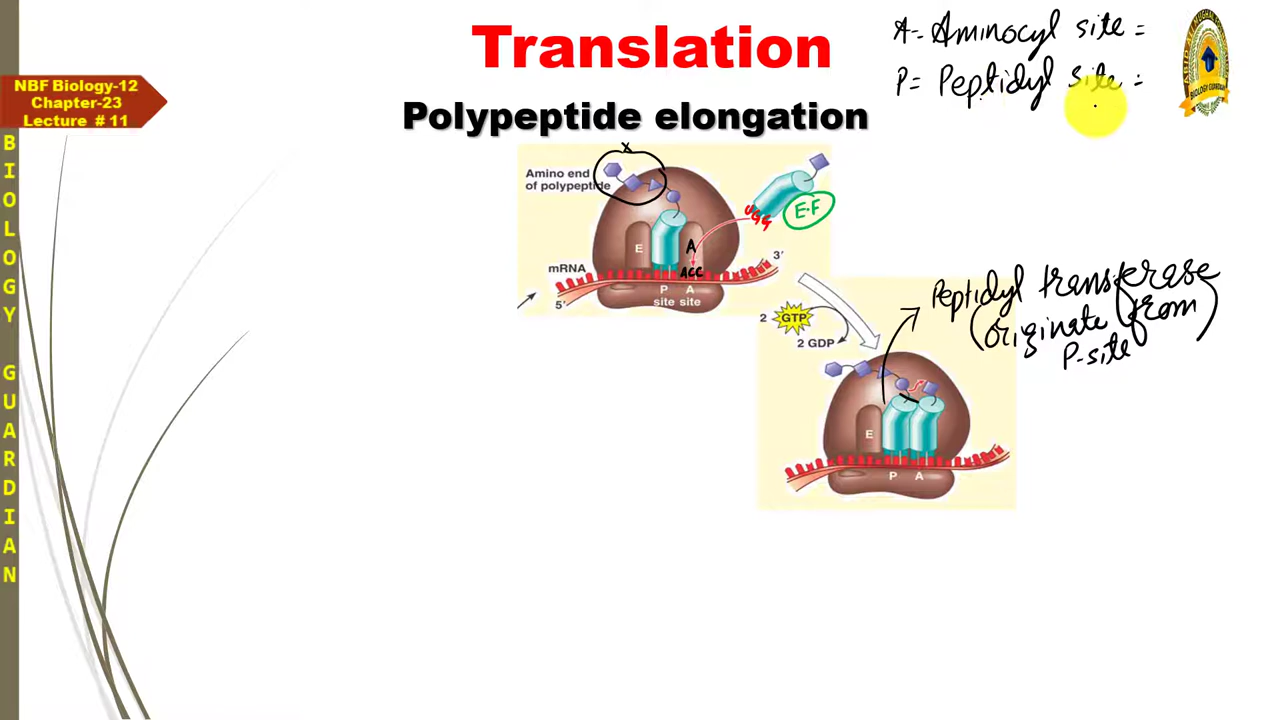 Translation
A- Aminocyl site =
P= Peptidyl site =
NBF Biology-12
Chapter-23
Lecture # 11
BIOLOGY GUARDIAN
Polypeptide elongation
Amino end
of polypeptide
x
E·F
UGG
E
A
ACC
mRNA
3'
5'
P A
site site
2 GTP
2 GDP
Peptidyl transferase
(originate from
P-site)
E
P A